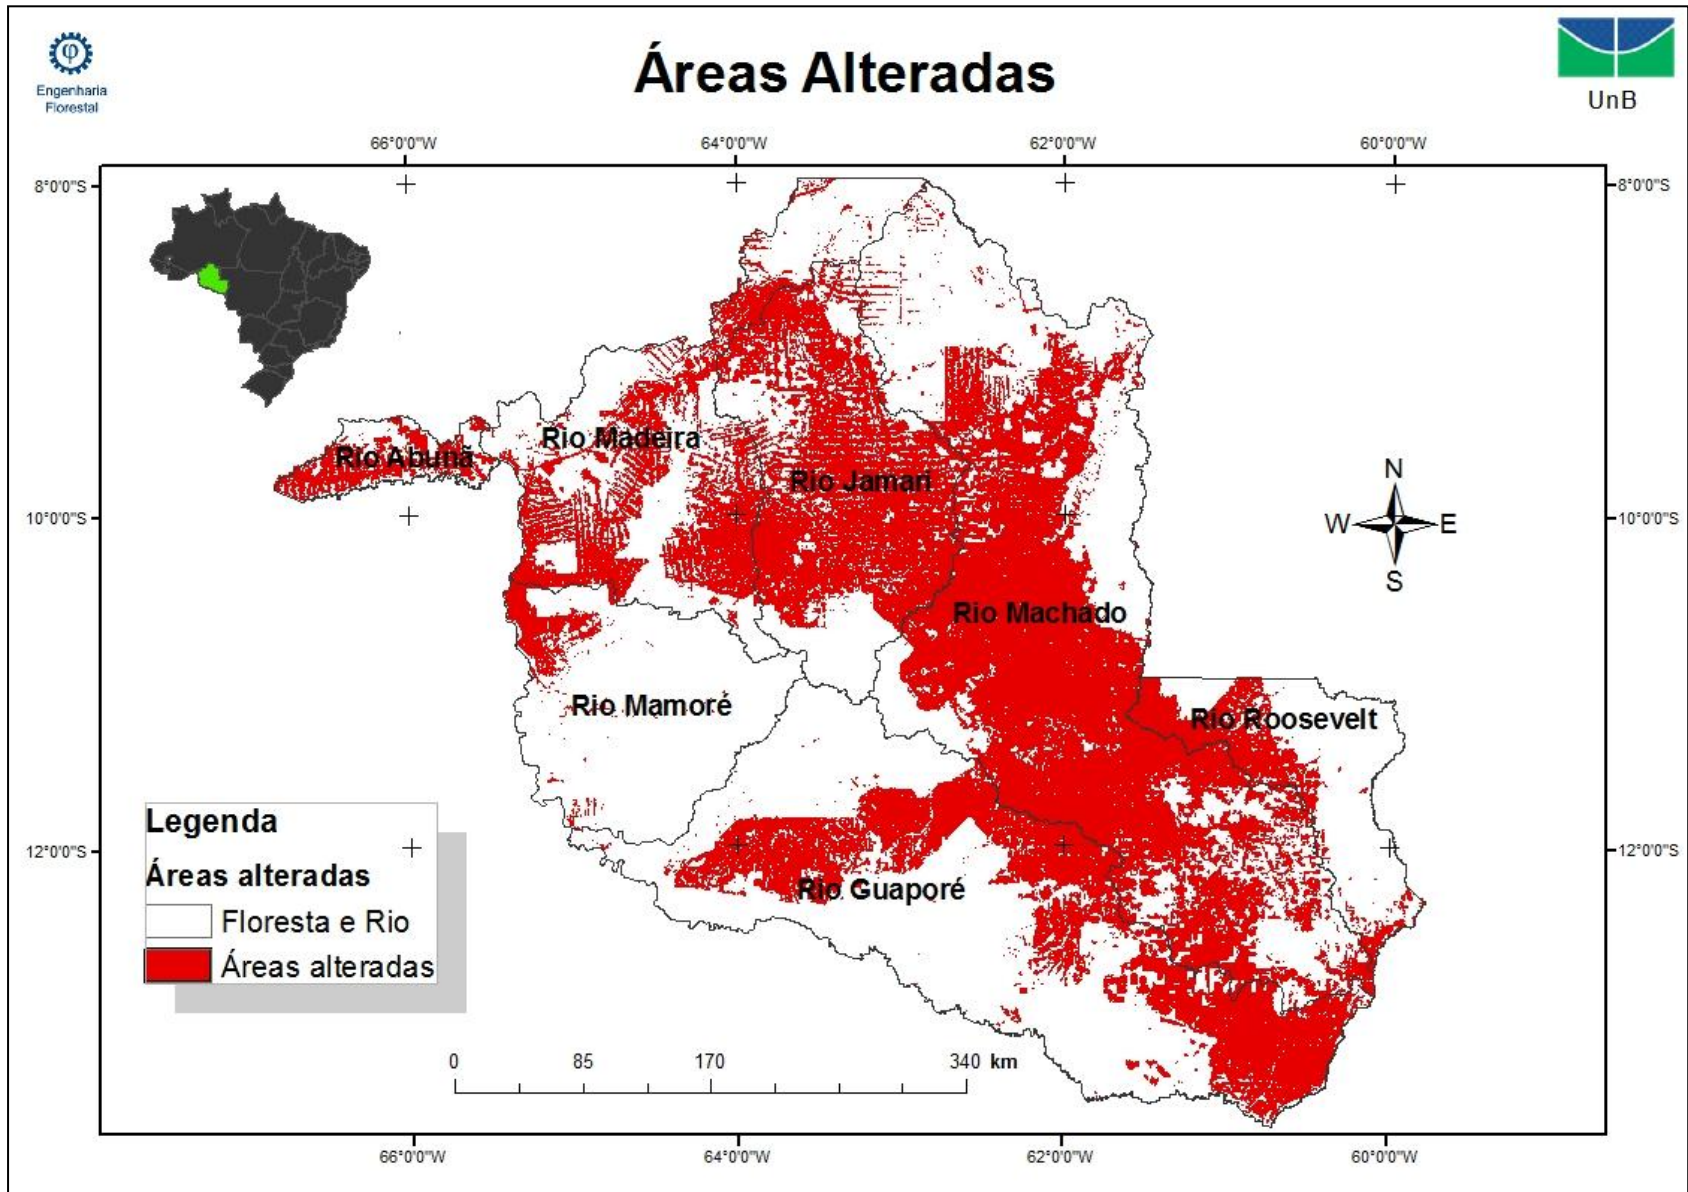 Engenharia
Florestal
Áreas Alteradas
UnB
66°0'0"W
64°0'0"W
62°0'0"W
60°0'0"W
8°0'0"S
8°0'0"S
Rio Madeira
Rio Abunã
Rio Jamari
N
W
E
S
10°0'0"S
10°0'0"S
Rio Machado
Rio Mamoré
Rio Roosevelt
Rio Guaporé
12°0'0"S
12°0'0"S
Legenda
Áreas alteradas
Floresta e Rio
Áreas alteradas
0 85 170 340 km
66°0'0"W
64°0'0"W
62°0'0"W
60°0'0"W